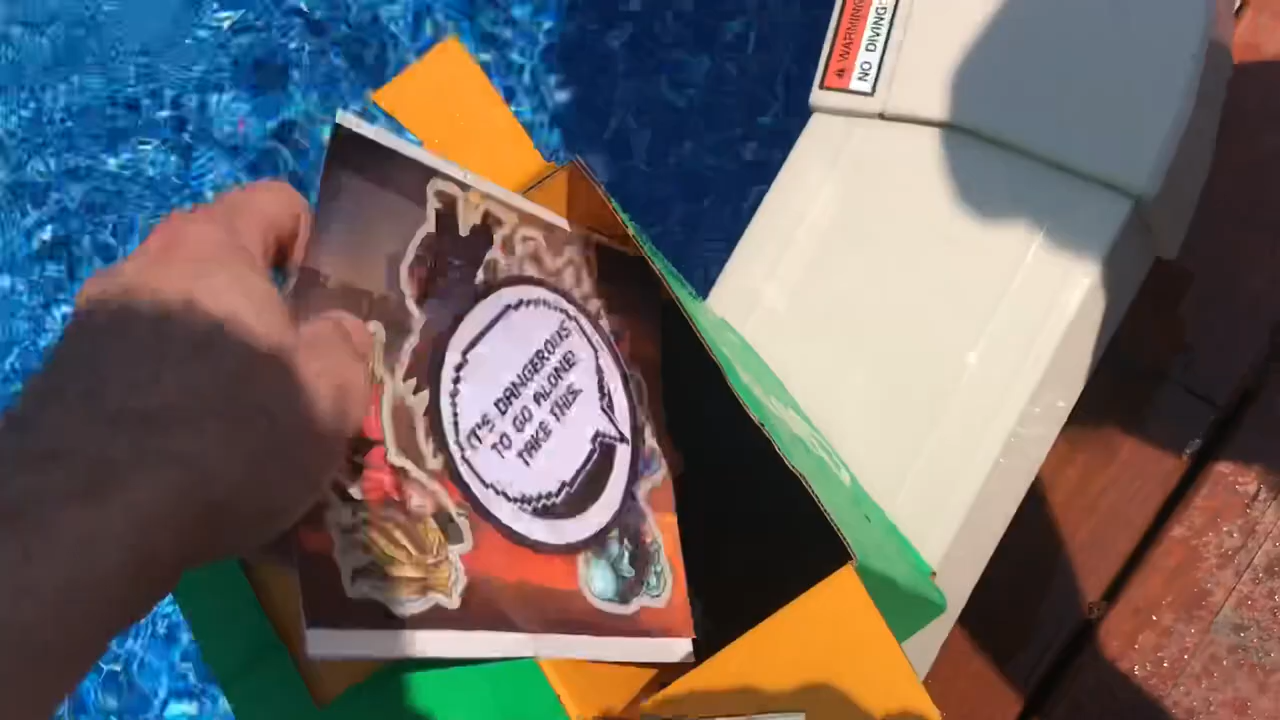 WARNING
NO DIVING
IT'S DANGEROUS
TO GO ALONE!
TAKE THIS.